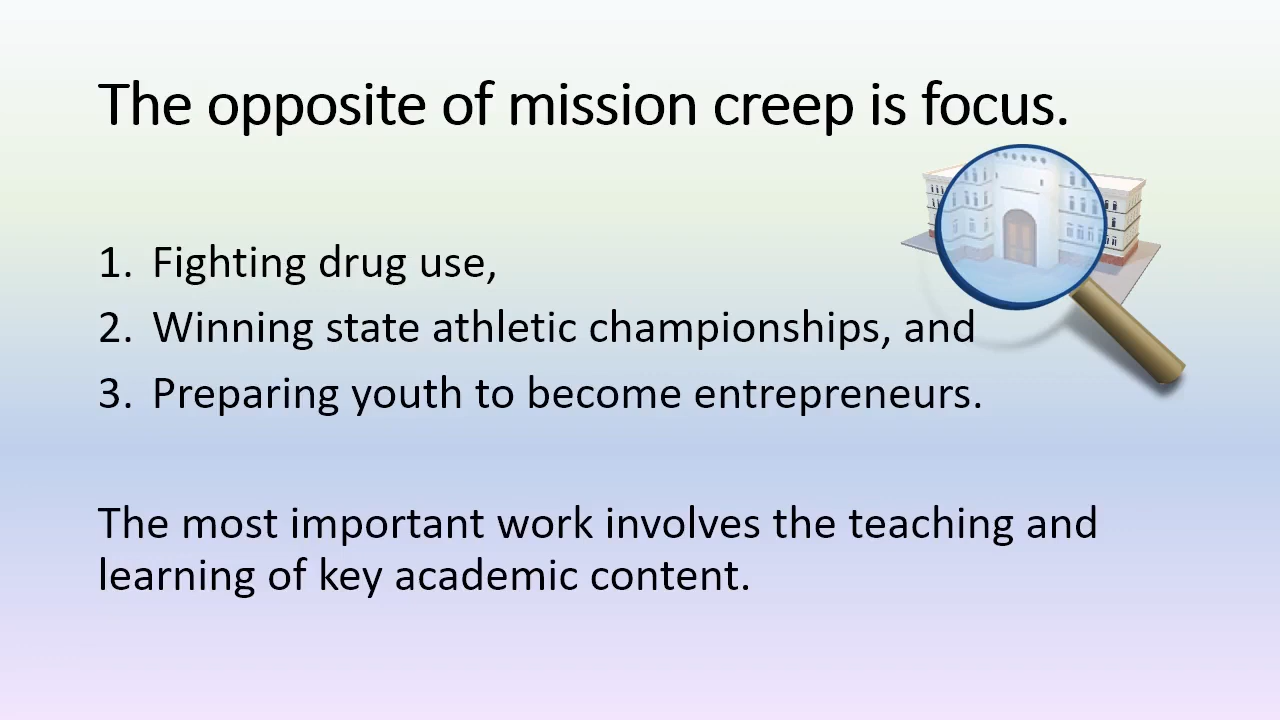 The opposite of mission creep is focus.
1. Fighting drug use,
2. Winning state athletic championships, and
3. Preparing youth to become entrepreneurs.
The most important work involves the teaching and
learning of key academic content.